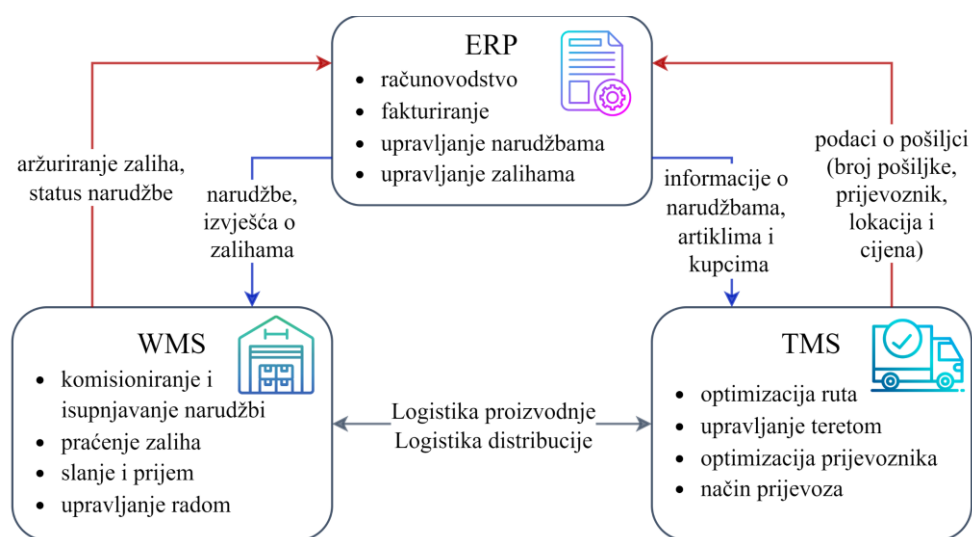 ERP
• računovodstvo
• fakturiranje
• upravljanje narudžbama
• upravljanje zalihama
aržuriranje zaliha,
status narudžbe
narudžbe,
izvješća o
zalihama
informacije o
narudžbama,
artiklima i
kupcima
podaci o pošiljci
(broj pošiljke,
prijevoznik,
lokacija i
cijena)
WMS
• komisioniranje i
isupnjavanje narudžbi
• praćenje zaliha
• slanje i prijem
• upravljanje radom
Logistika proizvodnje
Logistika distribucije
TMS
• optimizacija ruta
• upravljanje teretom
• optimizacija prijevoznika
• način prijevoza